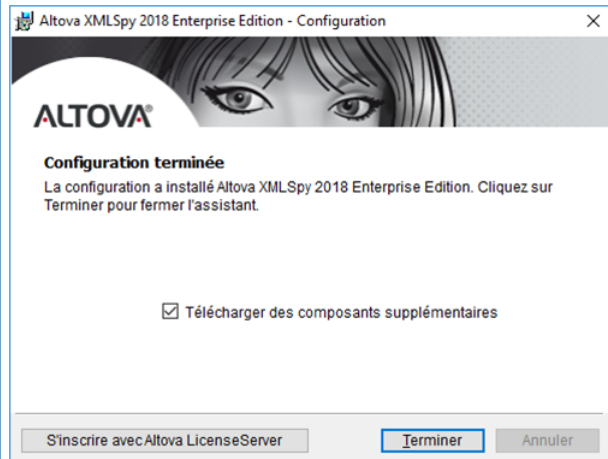 Altova XMLSpy 2018 Enterprise Edition - Configuration
ALTOVA®
Configuration terminée
La configuration a installé Altova XMLSpy 2018 Enterprise Edition. Cliquez sur
Terminer pour fermer l'assistant.
Télécharger des composants supplémentaires
S'inscrire avec Altova LicenseServer
Terminer
Annuler